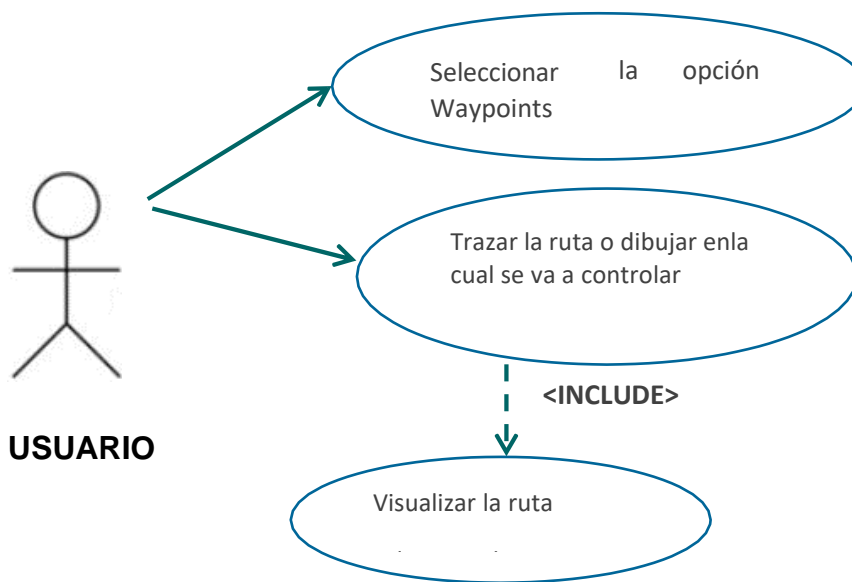 Seleccionar la opción
Waypoints
Trazar la ruta o dibujar enla
cual se va a controlar
<INCLUDE>
USUARIO
Visualizar la ruta